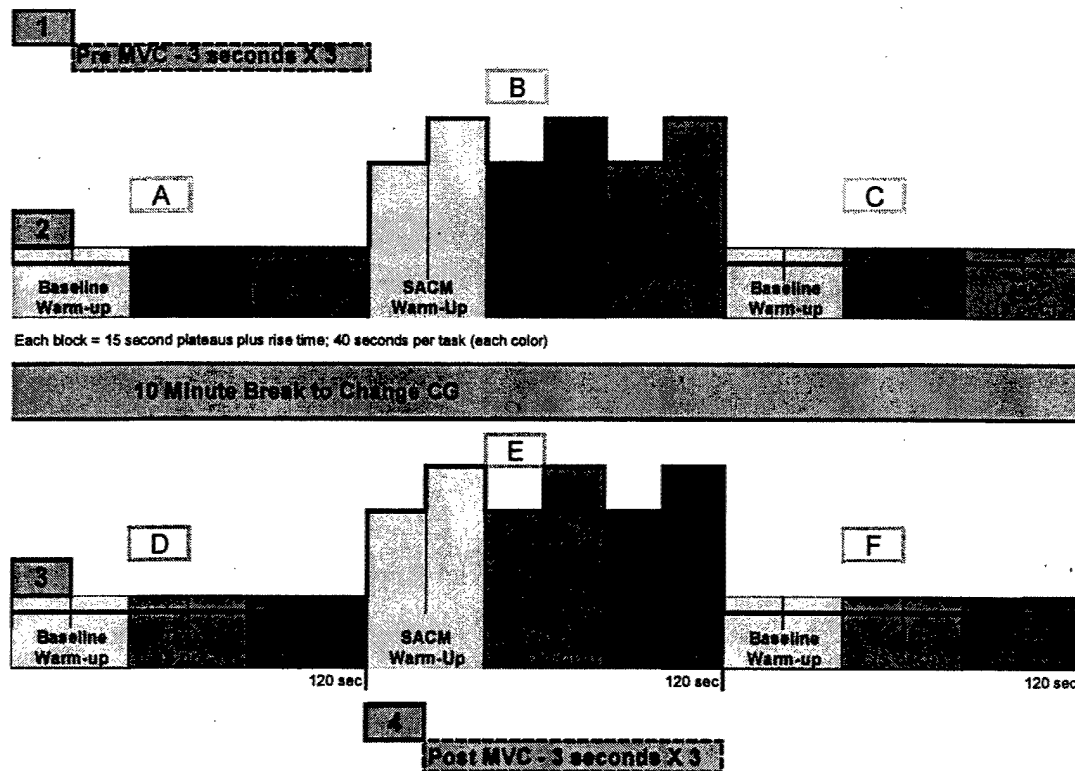 1
Pre MVC - 3 seconds X 3
B
A
C
2
Baseline
Warm-up
SACM
Warm-Up
Baseline
Warm-up
Each block = 15 second plateaus plus rise time; 40 seconds per task (each color)
10 Minute Break to Change CG
E
D
F
3
Baseline
Warm-up
SACM
Warm-Up
Baseline
Warm-up
120 sec
120 sec
120 sec
4
Post MVC - 3 seconds X 3